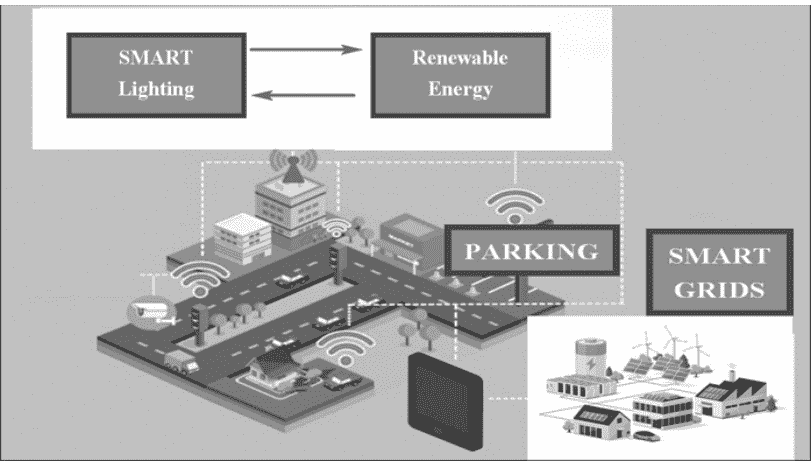 SMART
Lighting
Renewable
Energy
PARKING
SMART
GRIDS